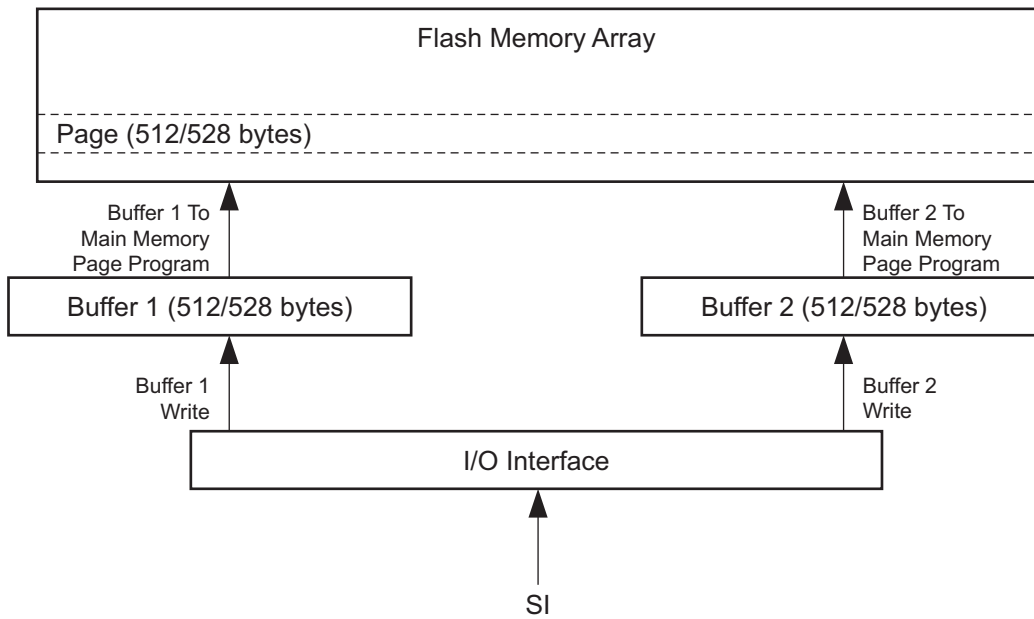 Flash Memory Array
Page (512/528 bytes)
Buffer 1 To
Main Memory
Page Program
Buffer 2 To
Main Memory
Page Program
Buffer 1 (512/528 bytes)
Buffer 2 (512/528 bytes)
Buffer 1
Write
Buffer 2
Write
I/O Interface
SI